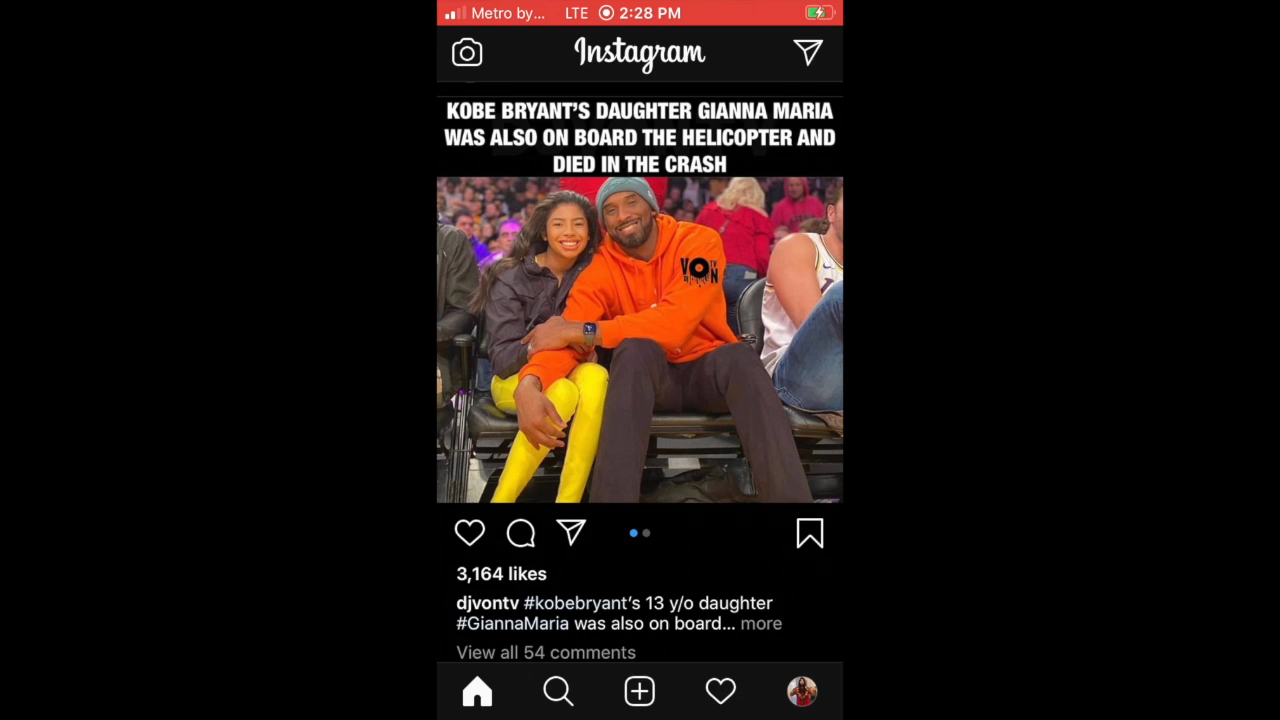 Metro by... LTE 2:28 PM
Instagram
KOBE BRYANT'S DAUGHTER GIANNA MARIA
WAS ALSO ON BOARD THE HELICOPTER AND
DIED IN THE CRASH
VON
TV
3,164 likes
djvontv #kobebryant's 13 y/o daughter
#GiannaMaria was also on board... more
View all 54 comments